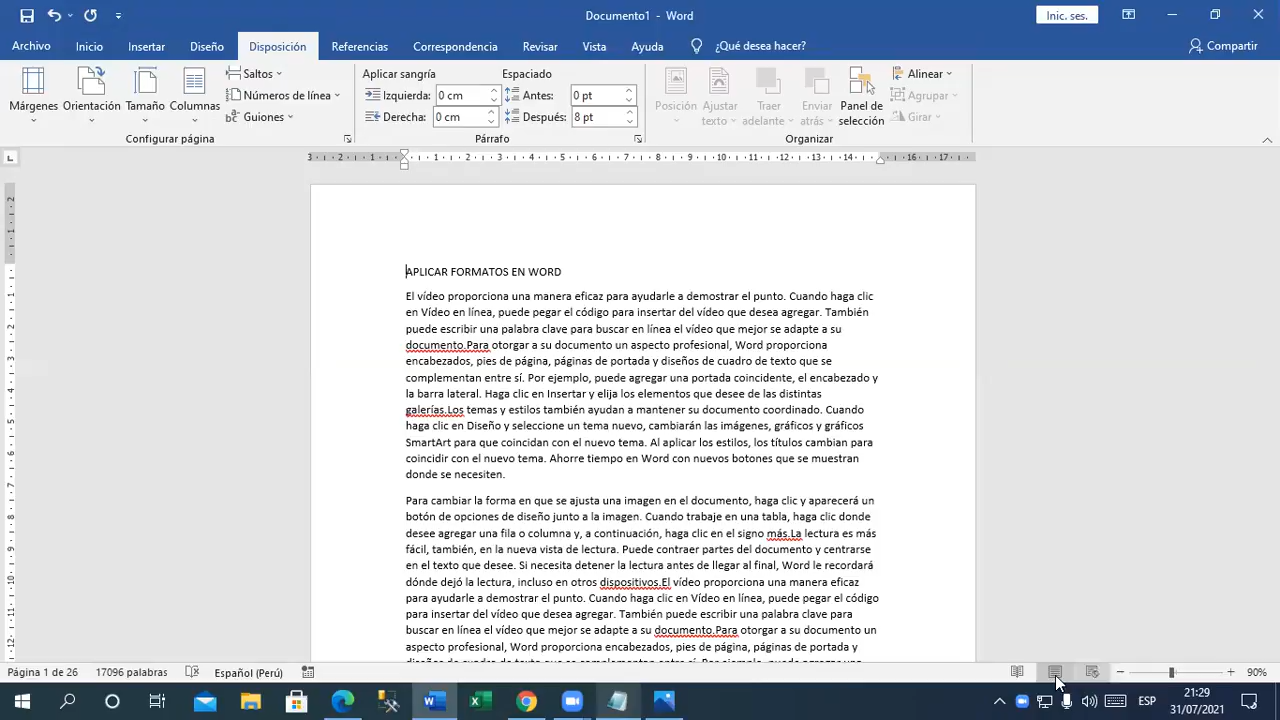 Documento1 - Word
Inic. ses.
Archivo Inicio Insertar Diseño Disposición Referencias Correspondencia Revisar Vista Ayuda ¿Qué desea hacer? Compartir
Márgenes Orientación Tamaño Columnas
Saltos
Números de línea
Guiones
Configurar página
Aplicar sangría
Izquierda: 0 cm
Derecha: 0 cm
Espaciado
Antes: 0 pt
Después: 8 pt
Párrafo
Posición Ajustar texto Traer adelante Enviar atrás Panel de selección
Alinear
Agrupar
Girar
Organizar
3 2 1 1 2 3 4 5 6 7 8 9 10 11 12 13 14 16 17
APLICAR FORMATOS EN WORD
El vídeo proporciona una manera eficaz para ayudarle a demostrar el punto. Cuando haga clic
en Vídeo en línea, puede pegar el código para insertar del vídeo que desea agregar. También
puede escribir una palabra clave para buscar en línea el vídeo que mejor se adapte a su
documento.Para otorgar a su documento un aspecto profesional, Word proporciona
encabezados, pies de página, páginas de portada y diseños de cuadro de texto que se
complementan entre sí. Por ejemplo, puede agregar una portada coincidente, el encabezado y
la barra lateral. Haga clic en Insertar y elija los elementos que desee de las distintas
galerías.Los temas y estilos también ayudan a mantener su documento coordinado. Cuando
haga clic en Diseño y seleccione un tema nuevo, cambiarán las imágenes, gráficos y gráficos
SmartArt para que coincidan con el nuevo tema. Al aplicar los estilos, los títulos cambian para
coincidir con el nuevo tema. Ahorre tiempo en Word con nuevos botones que se muestran
donde se necesiten.
Para cambiar la forma en que se ajusta una imagen en el documento, haga clic y aparecerá un
botón de opciones de diseño junto a la imagen. Cuando trabaje en una tabla, haga clic donde
desee agregar una fila o columna y, a continuación, haga clic en el signo más.La lectura es más
fácil, también, en la nueva vista de lectura. Puede contraer partes del documento y centrarse
en el texto que desee. Si necesita detener la lectura antes de llegar al final, Word le recordará
dónde dejó la lectura, incluso en otros dispositivos.El vídeo proporciona una manera eficaz
para ayudarle a demostrar el punto. Cuando haga clic en Vídeo en línea, puede pegar el código
para insertar del vídeo que desea agregar. También puede escribir una palabra clave para
buscar en línea el vídeo que mejor se adapte a su documento.Para otorgar a su documento un
aspecto profesional, Word proporciona encabezados, pies de página, páginas de portada y
Página 1 de 26 17096 palabras Español (Perú) 90%
ESP
21:29
31/07/2021